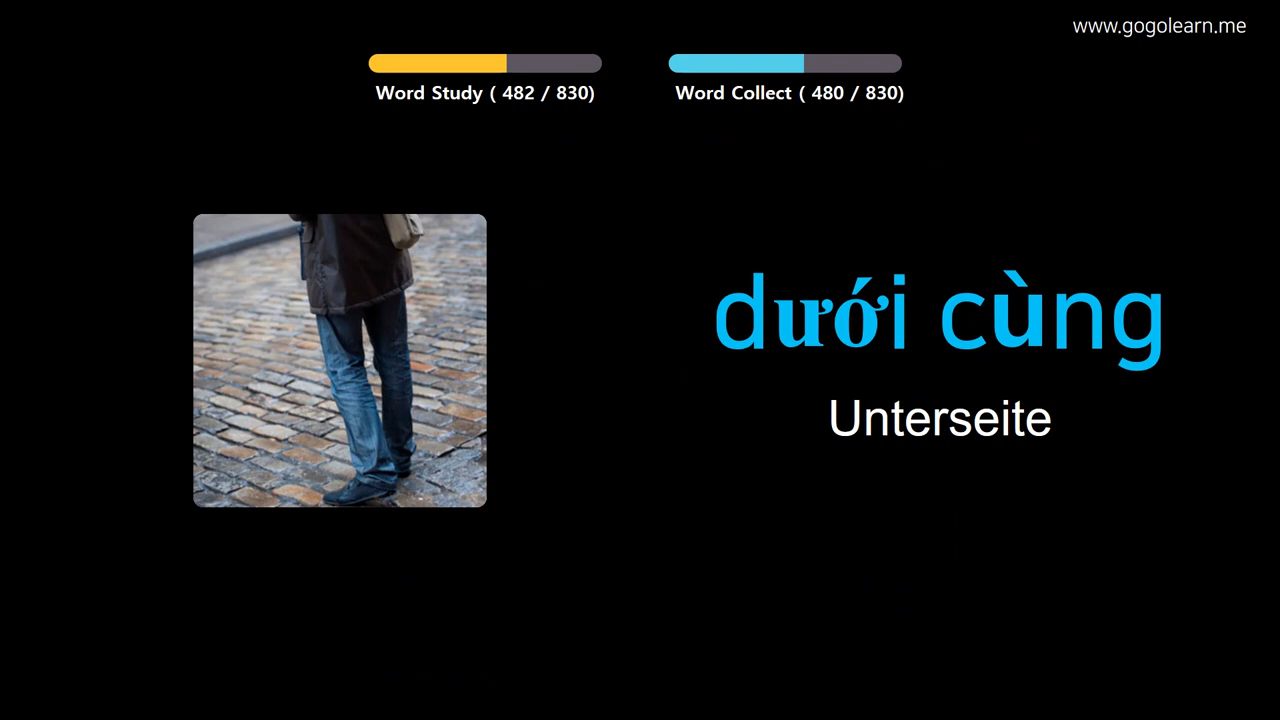 www.gogolearn.me
Word Study ( 482 / 830)
Word Collect ( 480 / 830)
dưới cùng
Unterseite